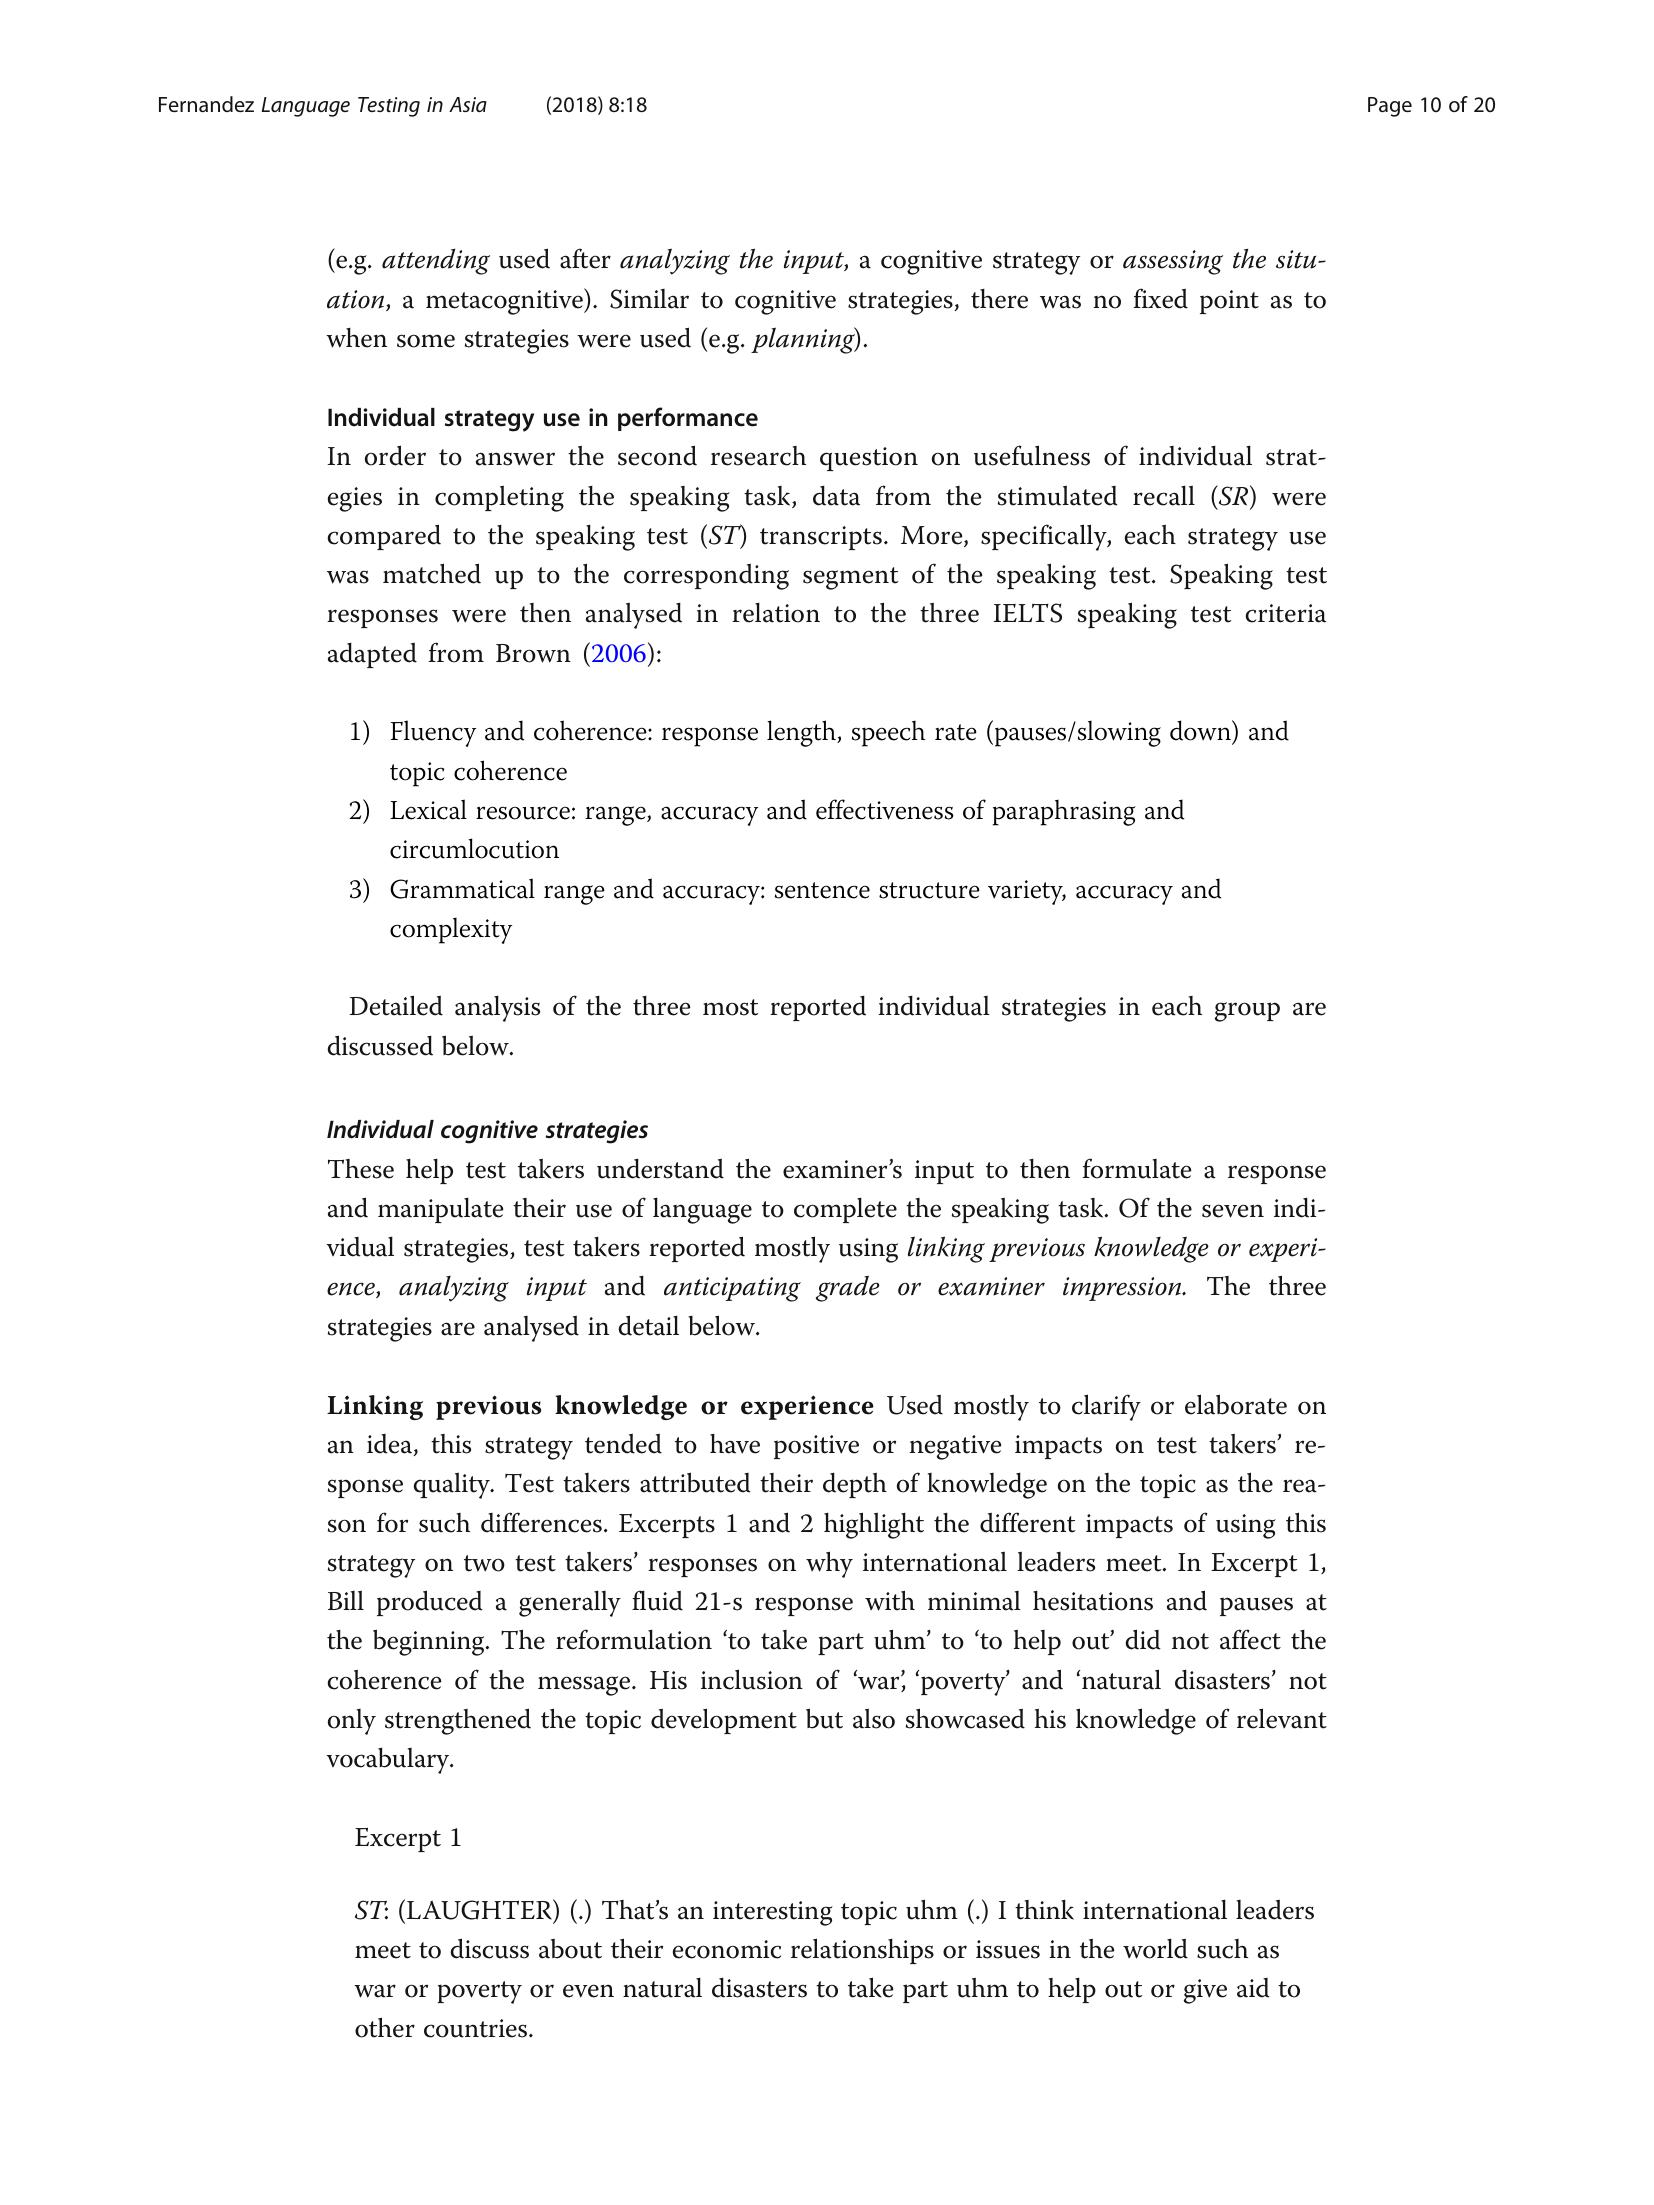 Fernandez Language Testing in Asia (2018) 8:18 Page 10 of 20
(e.g. attending used after analyzing the input, a cognitive strategy or assessing the situ-
ation, a metacognitive). Similar to cognitive strategies, there was no fixed point as to
when some strategies were used (e.g. planning).
Individual strategy use in performance
In order to answer the second research question on usefulness of individual strat-
egies in completing the speaking task, data from the stimulated recall (SR) were
compared to the speaking test (ST) transcripts. More, specifically, each strategy use
was matched up to the corresponding segment of the speaking test. Speaking test
responses were then analysed in relation to the three IELTS speaking test criteria
adapted from Brown (2006):
1) Fluency and coherence: response length, speech rate (pauses/slowing down) and
topic coherence
2) Lexical resource: range, accuracy and effectiveness of paraphrasing and
circumlocution
3) Grammatical range and accuracy: sentence structure variety, accuracy and
complexity
Detailed analysis of the three most reported individual strategies in each group are
discussed below.
Individual cognitive strategies
These help test takers understand the examiner’s input to then formulate a response
and manipulate their use of language to complete the speaking task. Of the seven indi-
vidual strategies, test takers reported mostly using linking previous knowledge or experi-
ence, analyzing input and anticipating grade or examiner impression. The three
strategies are analysed in detail below.
Linking previous knowledge or experience Used mostly to clarify or elaborate on
an idea, this strategy tended to have positive or negative impacts on test takers’ re-
sponse quality. Test takers attributed their depth of knowledge on the topic as the rea-
son for such differences. Excerpts 1 and 2 highlight the different impacts of using this
strategy on two test takers’ responses on why international leaders meet. In Excerpt 1,
Bill produced a generally fluid 21-s response with minimal hesitations and pauses at
the beginning. The reformulation ‘to take part uhm’ to ‘to help out’ did not affect the
coherence of the message. His inclusion of ‘war’, ‘poverty’ and ‘natural disasters’ not
only strengthened the topic development but also showcased his knowledge of relevant
vocabulary.
Excerpt 1
ST: (LAUGHTER) (.) That’s an interesting topic uhm (.) I think international leaders
meet to discuss about their economic relationships or issues in the world such as
war or poverty or even natural disasters to take part uhm to help out or give aid to
other countries.